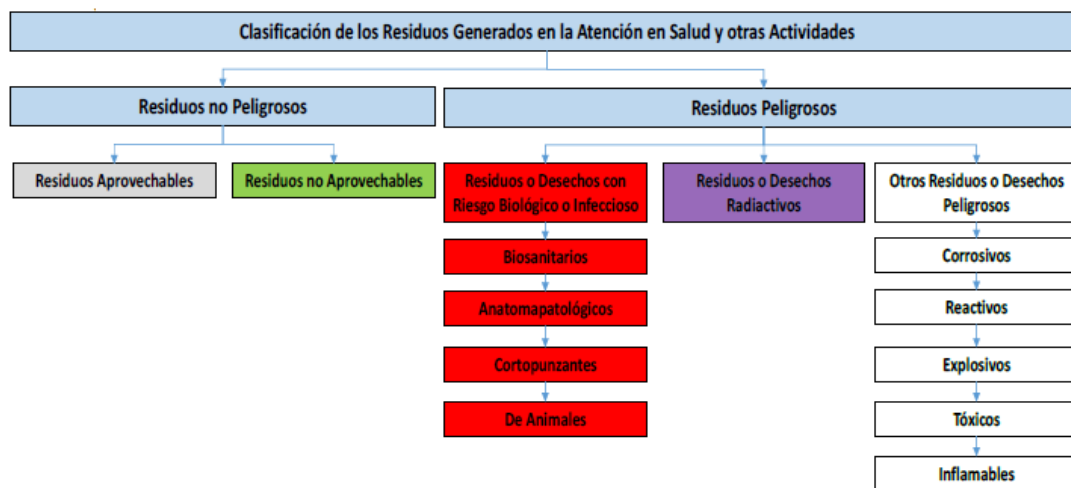 Clasificación de los Residuos Generados en la Atención en Salud y otras Actividades
Residuos no Peligrosos
Residuos Peligrosos
Residuos Aprovechables
Residuos no Aprovechables
Residuos o Desechos con
Riesgo Biológico o Infeccioso
Residuos o Desechos
Radiactivos
Otros Residuos o Desechos
Peligrosos
Biosanitarios
Corrosivos
Anatomapatológicos
Reactivos
Cortopunzantes
Explosivos
De Animales
Tóxicos
Inflamables